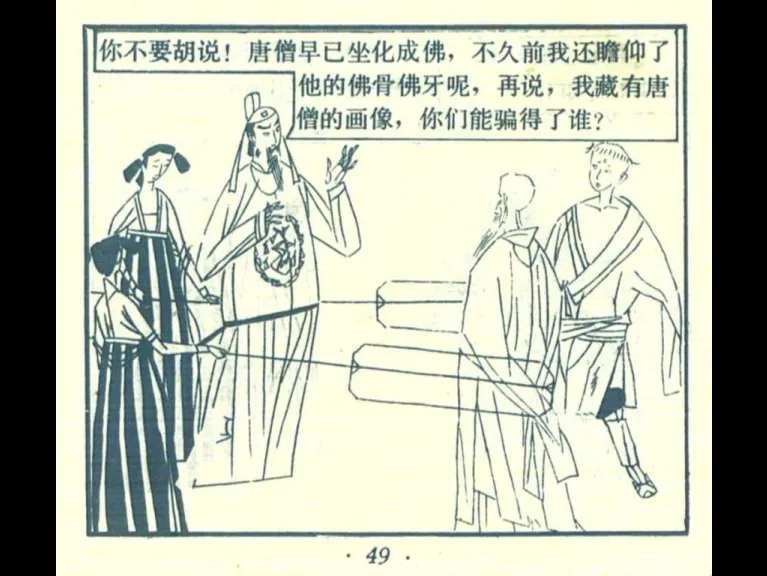 你不要胡说！唐僧早已坐化成佛，不久前我还瞻仰了
他的佛骨佛牙呢，再说，我藏有唐
僧的画像，你们能骗得了谁？
· 49 ·